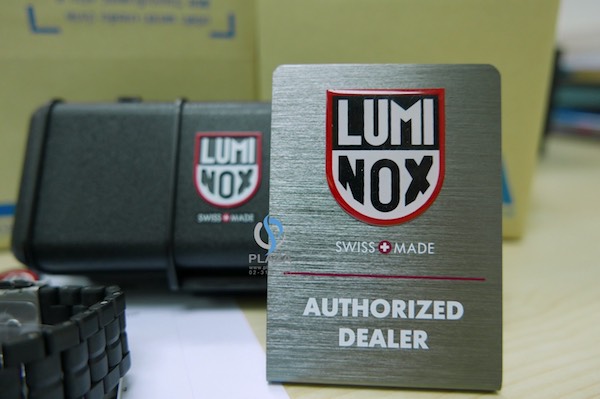 LUMI
NOX
SWISS MADE
LUMI
NOX
SWISS MADE
AUTHORIZED
DEALER